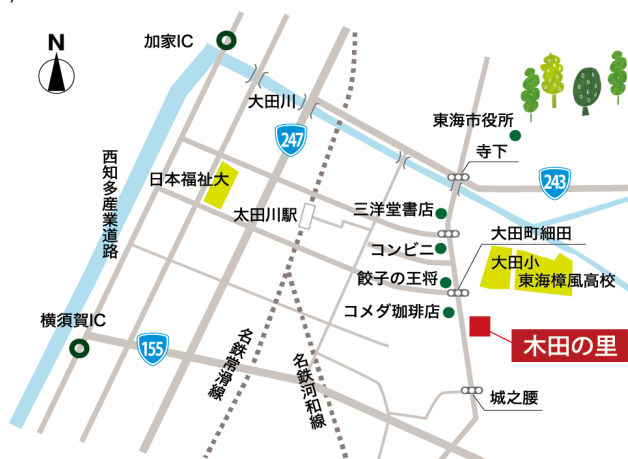 N
加家IC
大田川
247
東海市役所
寺下
243
西知多産業道路
日本福祉大
太田川駅
三洋堂書店
コンビニ
大田町細田
大田小
東海樟風高校
餃子の王将
コメダ珈琲店
横須賀IC
155
木田の里
名鉄常滑線
名鉄河和線
城之腰